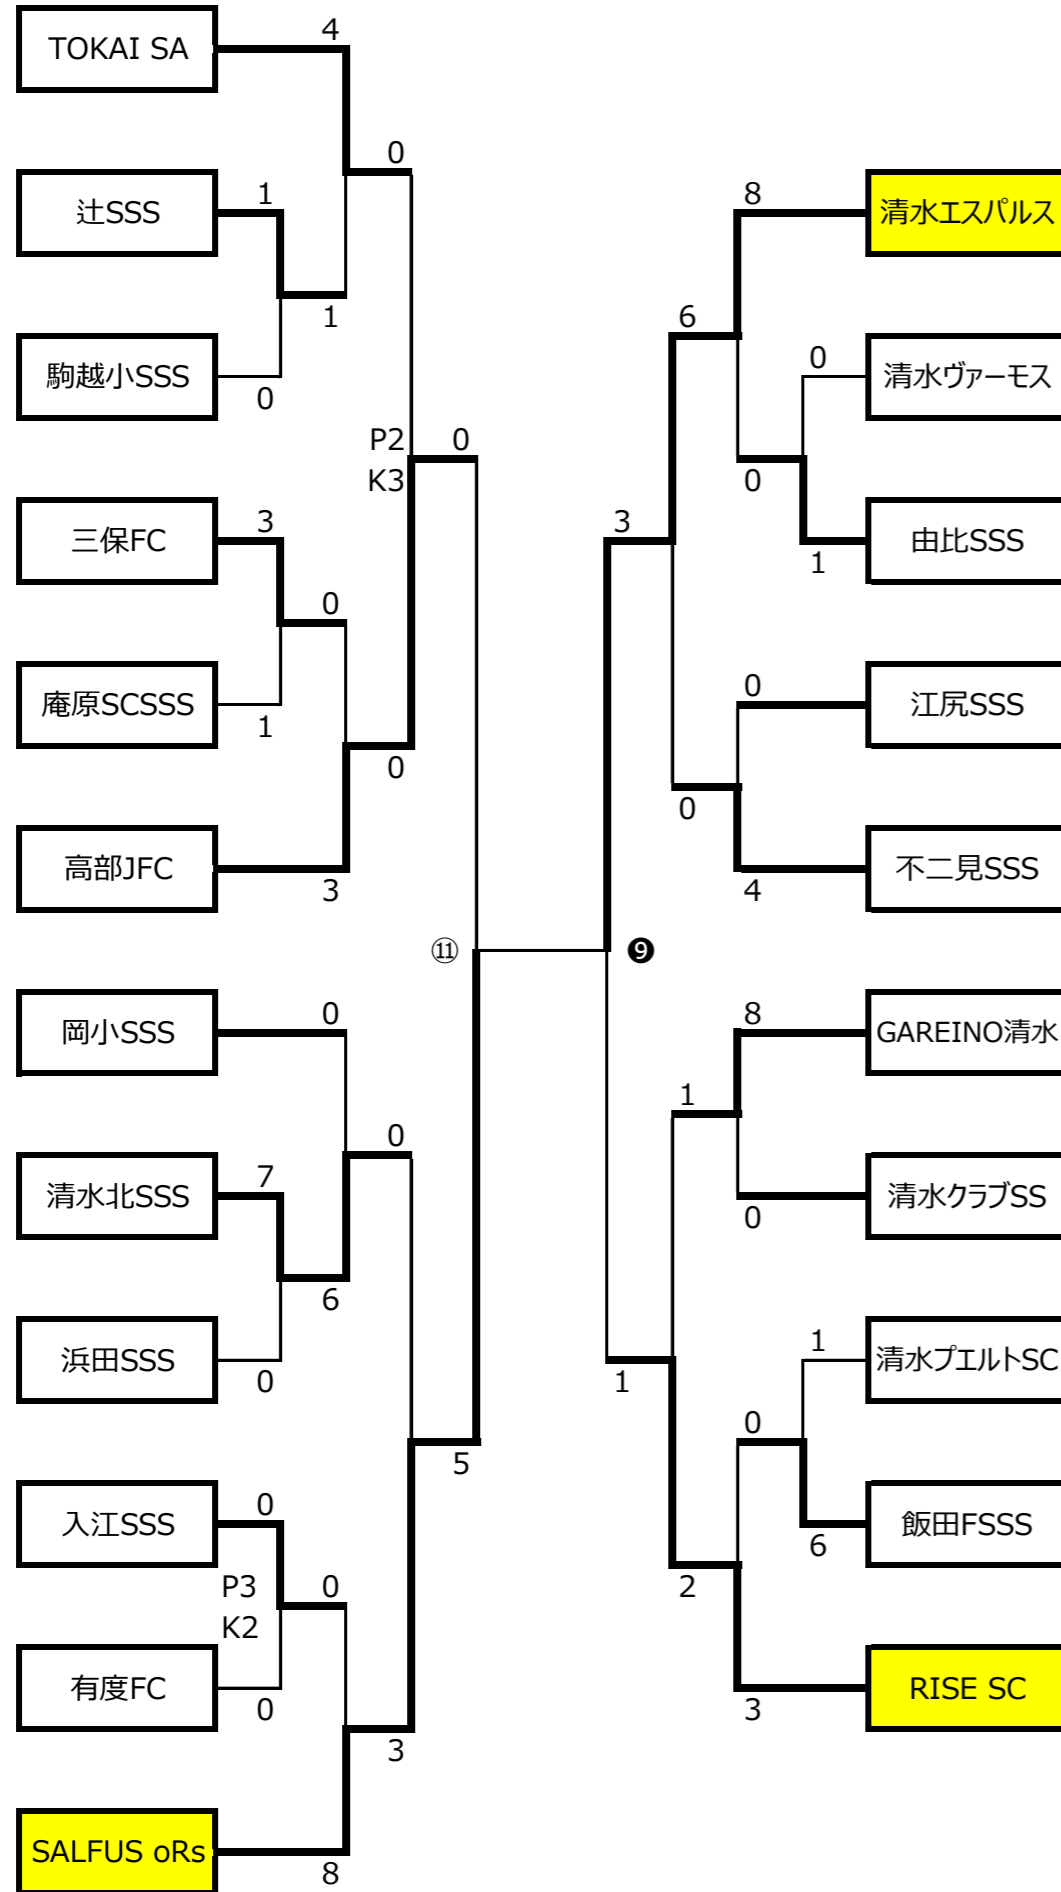 TOKAI SA
4
0
辻SSS
1
1
駒越小SSS
0
P2
K3
0
三保FC
3
0
庵原SCSSS
1
0
高部JFC
3
⑪
岡小SSS
0
0
清水北SSS
7
6
浜田SSS
0
5
入江SSS
0
P3
K2
0
有度FC
0
3
SALFUS oRs
8
8
清水エスパルス
6
0
清水ヴァーモス
0
3
1
由比SSS
0
江尻SSS
0
4
不二見SSS
❾
8
GAREINO清水
1
0
清水クラブSS
1
清水プエルトSC
1
0
6
飯田FSSS
2
3
RISE SC